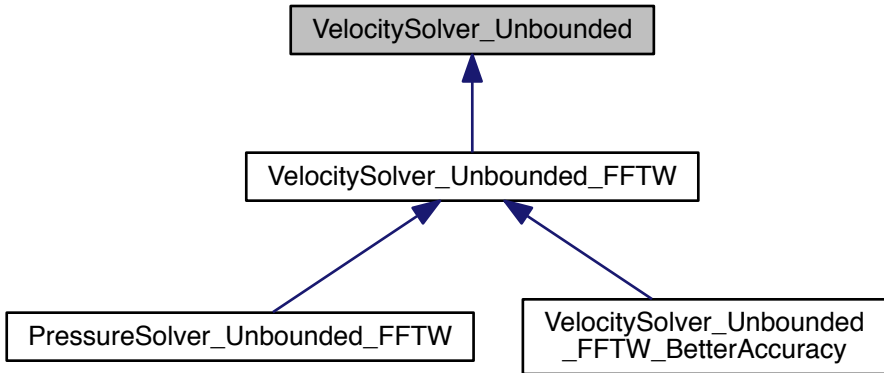 VelocitySolver_Unbounded
VelocitySolver_Unbounded_FFTW
PressureSolver_Unbounded_FFTW
VelocitySolver_Unbounded
_FFTW_BetterAccuracy